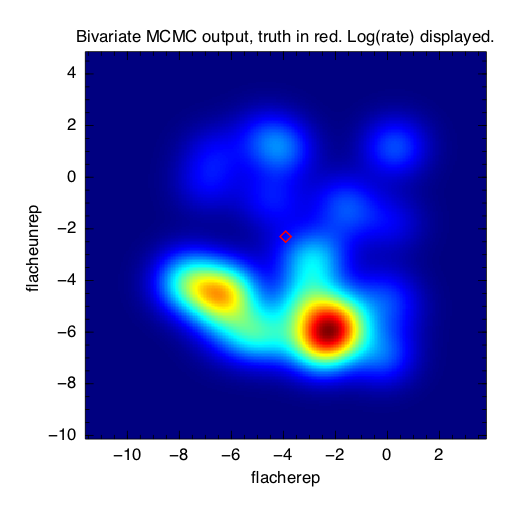 Bivariate MCMC output, truth in red. Log(rate) displayed.
4
2
0
−2
−4
−6
−8
−10
flacheunrep
−10 −8 −6 −4 −2 0 2
flacherep